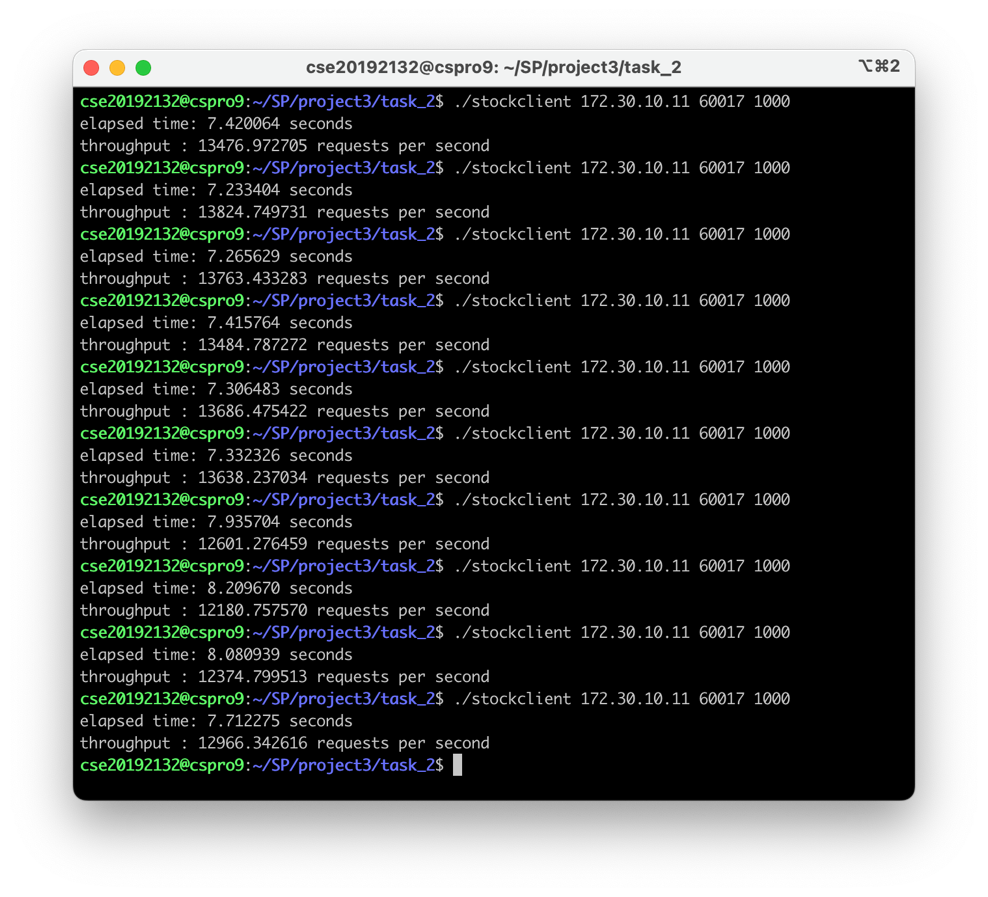 cse20192132@cspro9: ~/SP/project3/task_2 ⌥⌘2
cse20192132@cspro9:~/SP/project3/task_2$ ./stockclient 172.30.10.11 60017 1000
elapsed time: 7.420064 seconds
throughput : 13476.972705 requests per second
cse20192132@cspro9:~/SP/project3/task_2$ ./stockclient 172.30.10.11 60017 1000
elapsed time: 7.233404 seconds
throughput : 13824.749731 requests per second
cse20192132@cspro9:~/SP/project3/task_2$ ./stockclient 172.30.10.11 60017 1000
elapsed time: 7.265629 seconds
throughput : 13763.433283 requests per second
cse20192132@cspro9:~/SP/project3/task_2$ ./stockclient 172.30.10.11 60017 1000
elapsed time: 7.415764 seconds
throughput : 13484.787272 requests per second
cse20192132@cspro9:~/SP/project3/task_2$ ./stockclient 172.30.10.11 60017 1000
elapsed time: 7.306483 seconds
throughput : 13686.475422 requests per second
cse20192132@cspro9:~/SP/project3/task_2$ ./stockclient 172.30.10.11 60017 1000
elapsed time: 7.332326 seconds
throughput : 13638.237034 requests per second
cse20192132@cspro9:~/SP/project3/task_2$ ./stockclient 172.30.10.11 60017 1000
elapsed time: 7.935704 seconds
throughput : 12601.276459 requests per second
cse20192132@cspro9:~/SP/project3/task_2$ ./stockclient 172.30.10.11 60017 1000
elapsed time: 8.209670 seconds
throughput : 12180.757570 requests per second
cse20192132@cspro9:~/SP/project3/task_2$ ./stockclient 172.30.10.11 60017 1000
elapsed time: 8.080939 seconds
throughput : 12374.799513 requests per second
cse20192132@cspro9:~/SP/project3/task_2$ ./stockclient 172.30.10.11 60017 1000
elapsed time: 7.712275 seconds
throughput : 12966.342616 requests per second
cse20192132@cspro9:~/SP/project3/task_2$